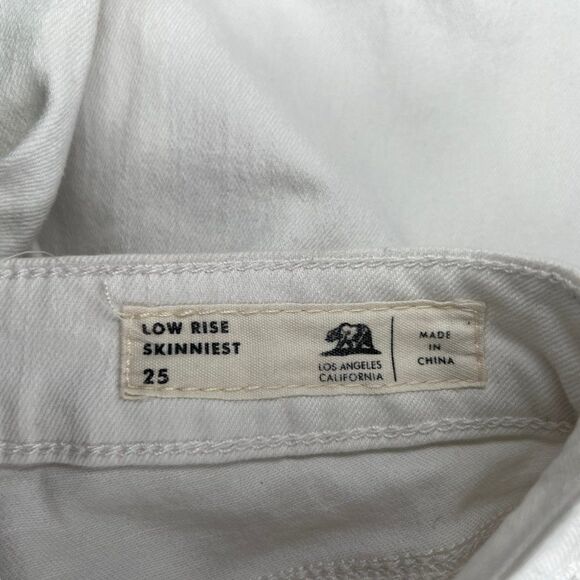 LOW RISE
SKINNIEST
25
LOS ANGELES
CALIFORNIA
MADE
IN
CHINA